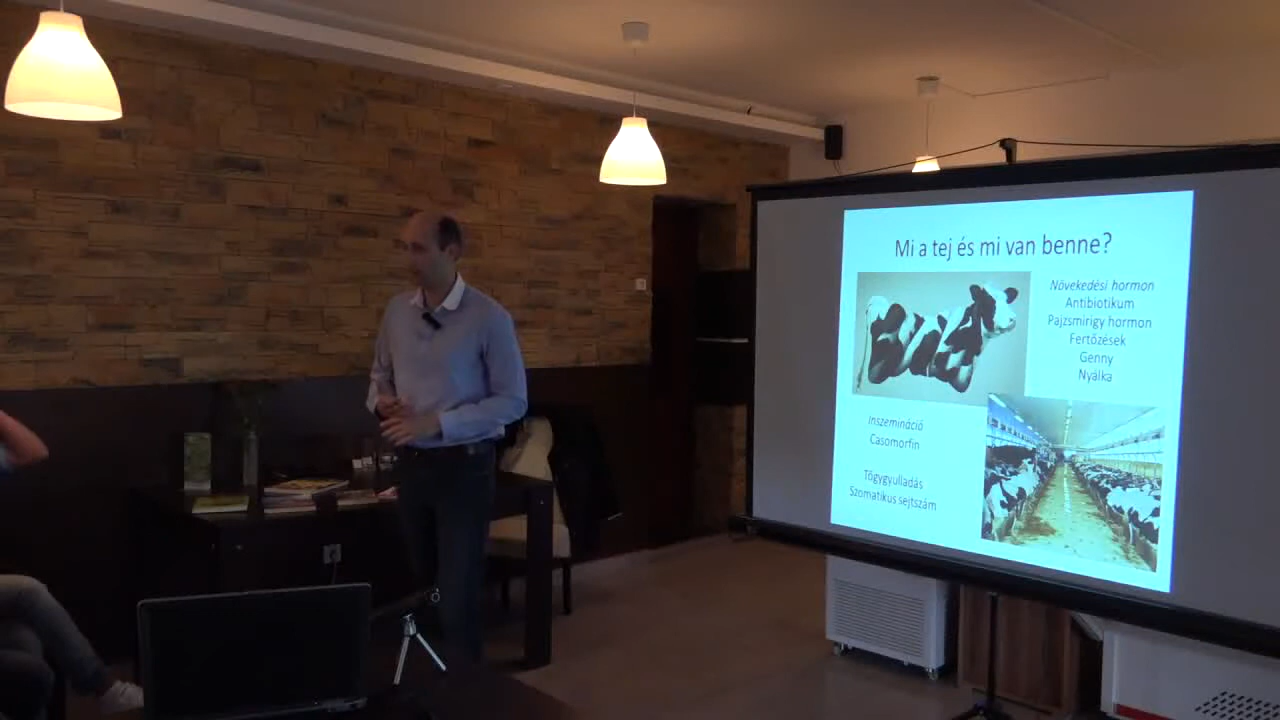 Mi a tej és mi van benne?
Növekedési hormon
Antibiotikum
Pajzsmirigy hormon
Fertőzések
Genny
Nyálka
Inszemináció
Casomorfin
Tőgygyulladás
Szomatikus sejtszám